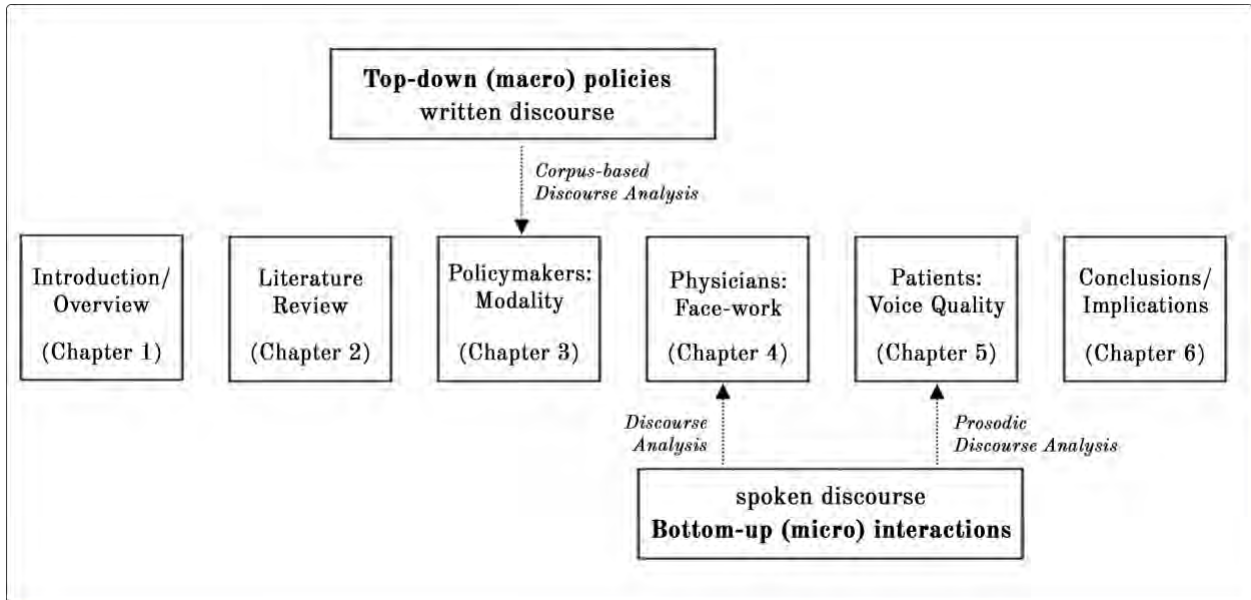 Top-down (macro) policies
written discourse
Corpus-based
Discourse Analysis
Introduction/
Overview
(Chapter 1)
Literature
Review
(Chapter 2)
Policymakers:
Modality
(Chapter 3)
Physicians:
Face-work
(Chapter 4)
Patients:
Voice Quality
(Chapter 5)
Conclusions/
Implications
(Chapter 6)
Discourse
Analysis
Prosodic
Discourse Analysis
spoken discourse
Bottom-up (micro) interactions